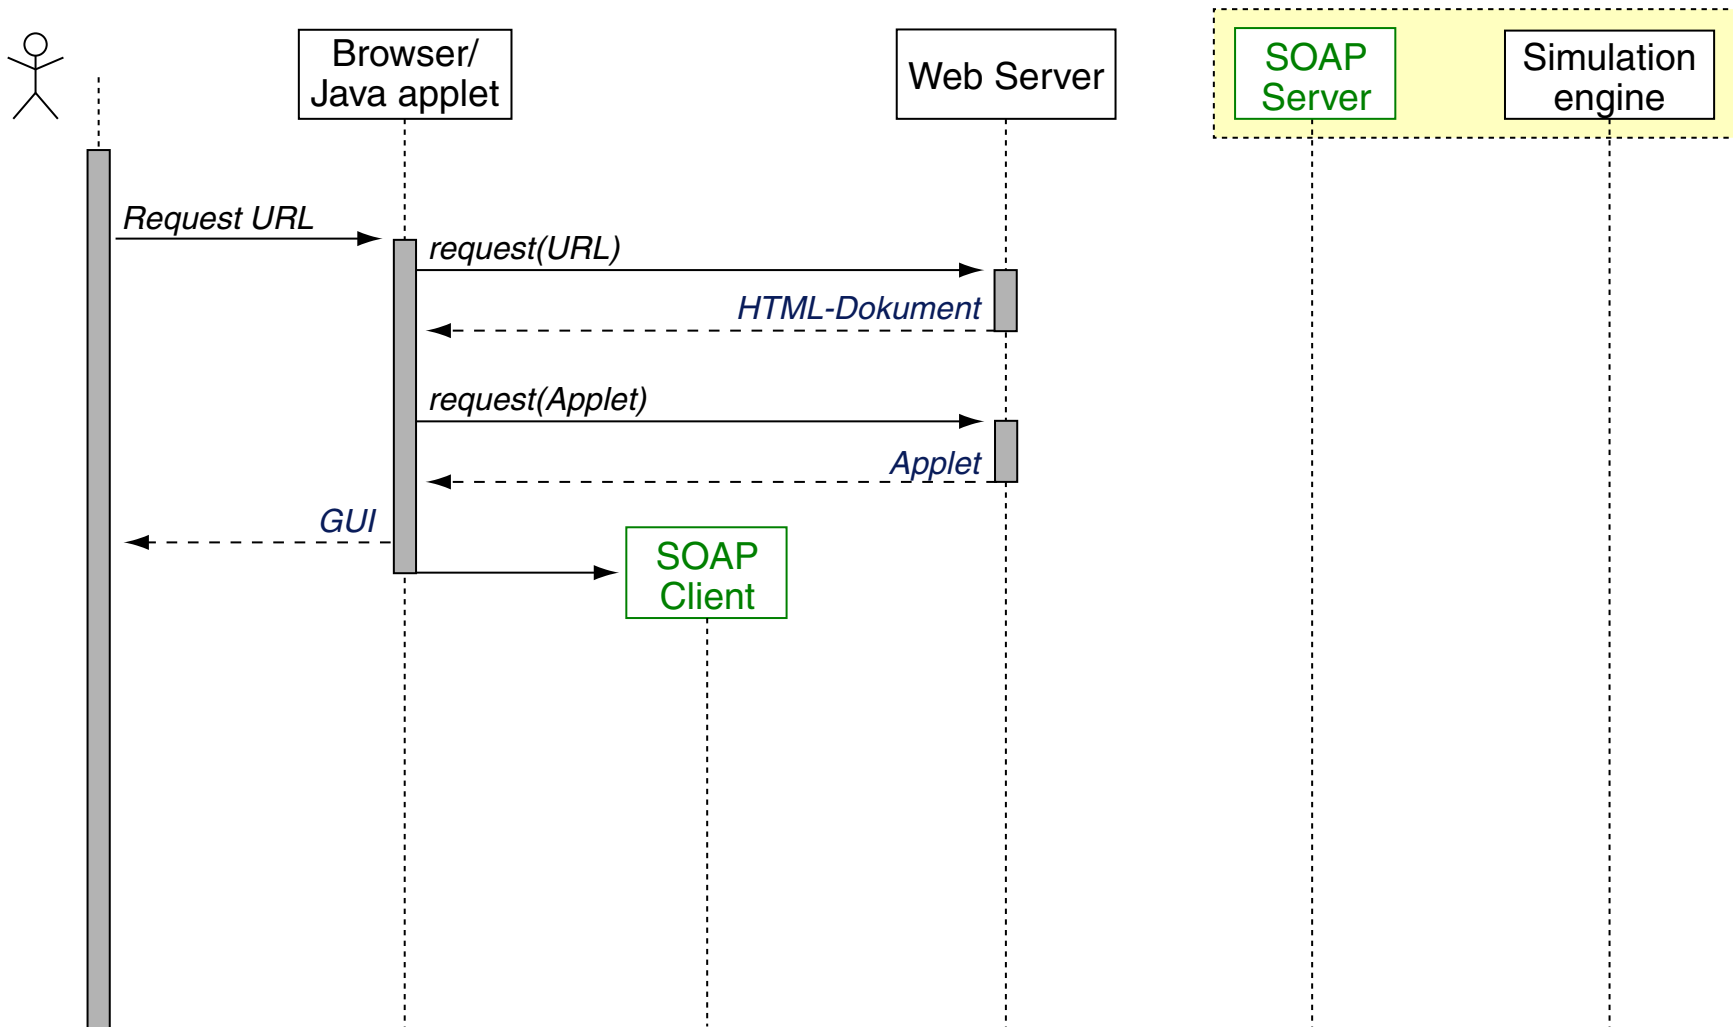 Browser/
Java applet
Web Server
SOAP
Server
Simulation
engine
Request URL
request(URL)
HTML-Dokument
request(Applet)
Applet
GUI
SOAP
Client